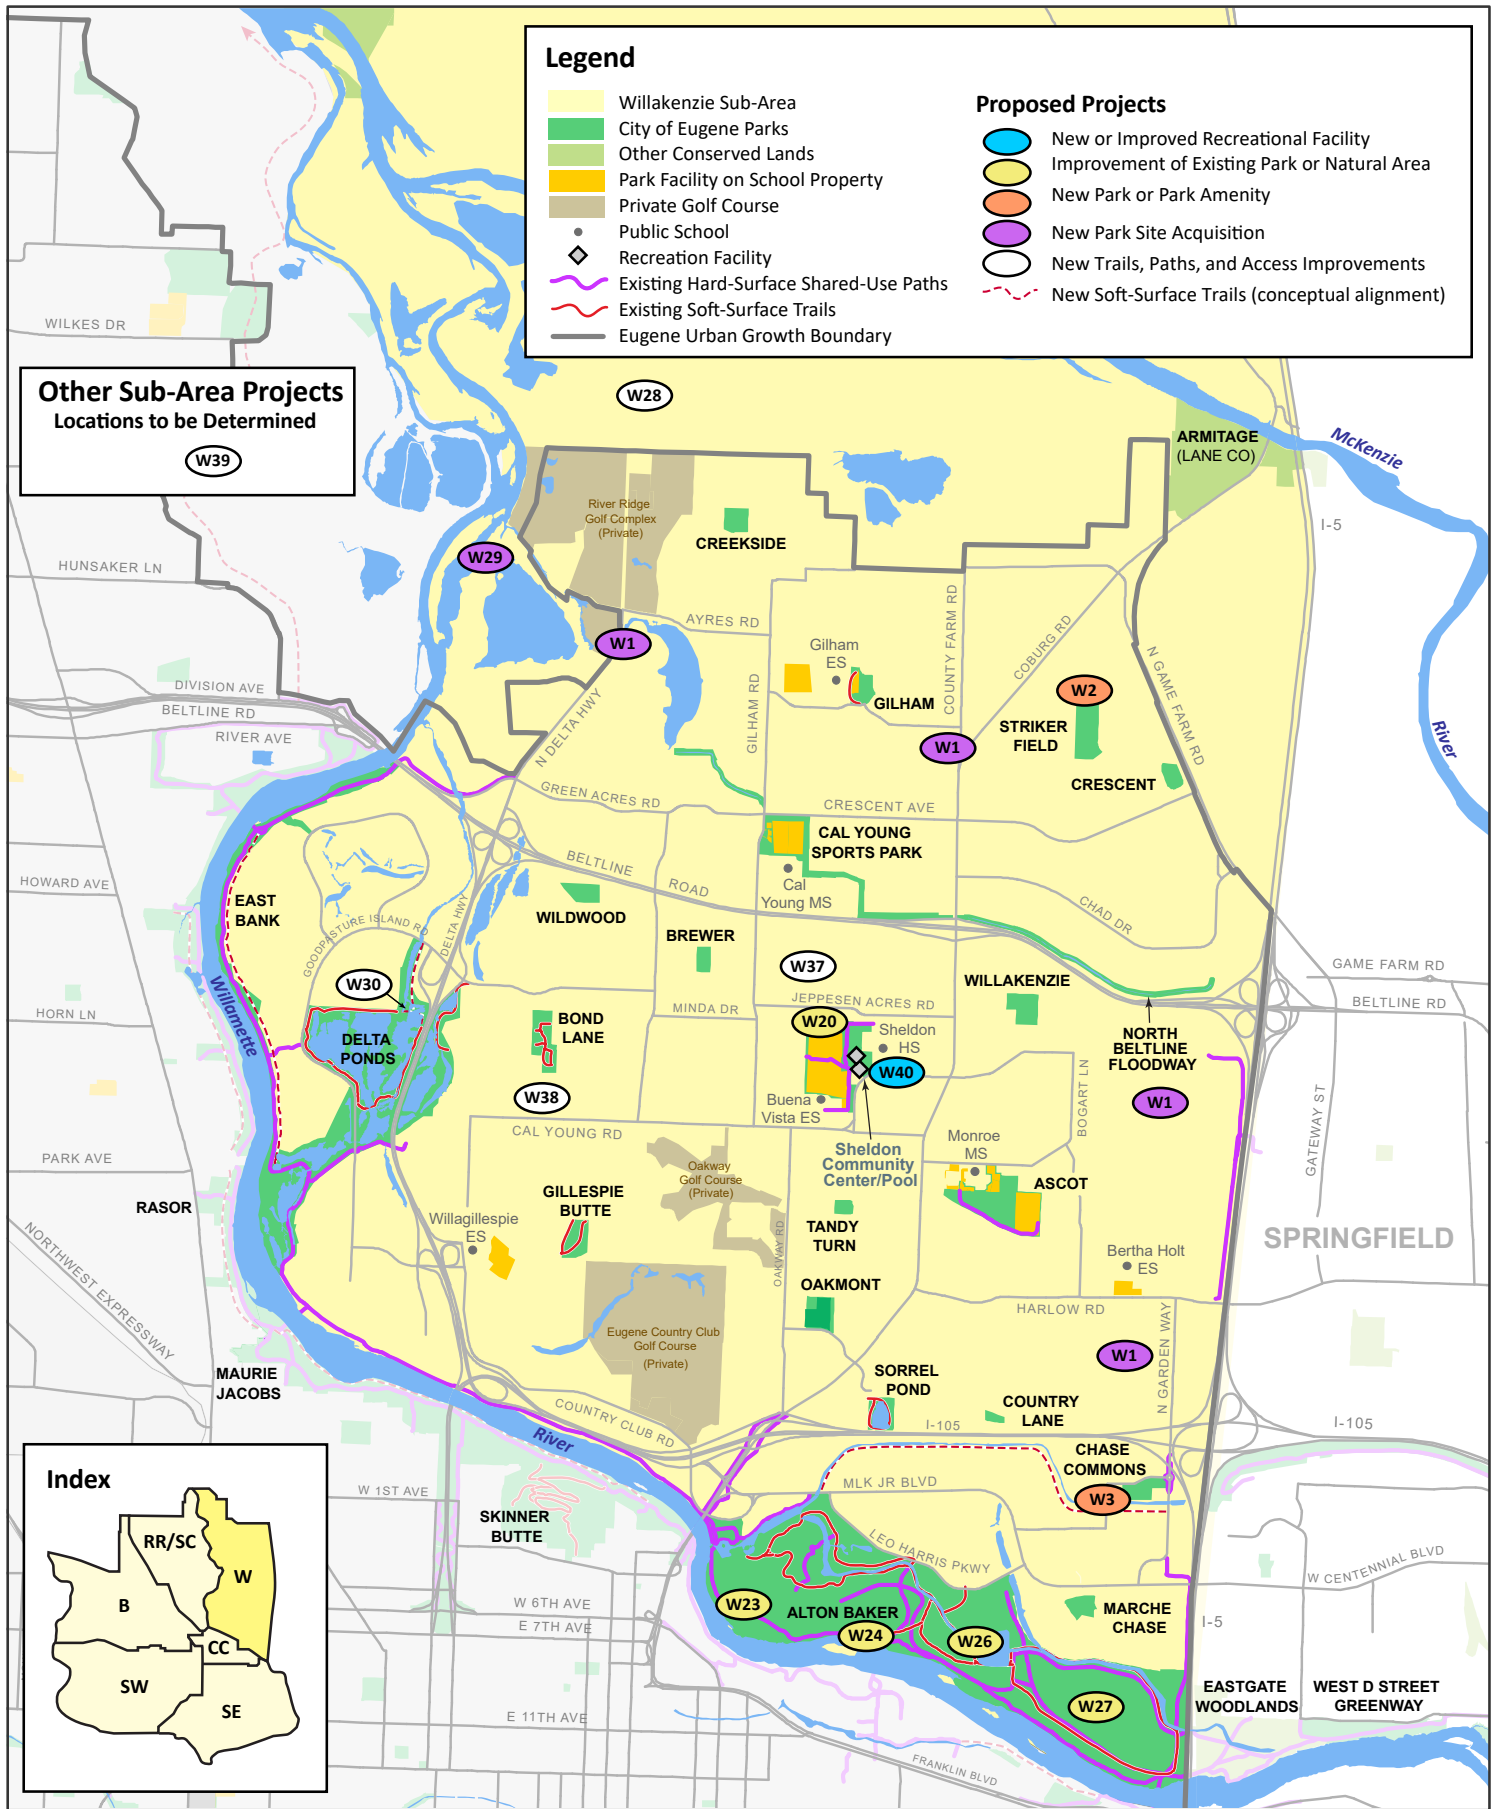 Legend
Willakenzie Sub-Area
City of Eugene Parks
Other Conserved Lands
Park Facility on School Property
Private Golf Course
Public School
Recreation Facility
Existing Hard-Surface Shared-Use Paths
Existing Soft-Surface Trails
Eugene Urban Growth Boundary
Proposed Projects
New or Improved Recreational Facility
Improvement of Existing Park or Natural Area
New Park or Park Amenity
New Park Site Acquisition
New Trails, Paths, and Access Improvements
New Soft-Surface Trails (conceptual alignment)
WILKES DR
Other Sub-Area Projects
Locations to be Determined
W39
W28
ARMITAGE
(LANE CO)
McKenzie
River
I-5
River Ridge
Golf Complex
(Private)
CREEKSIDE
W29
HUNSAKER LN
W1
AYRES RD
Gilham
ES
GILHAM
GILHAM RD
COUNTY FARM RD
COBURG RD
N GAME FARM RD
W2
STRIKER
FIELD
W1
CRESCENT
DIVISION AVE
BELTLINE RD
RIVER AVE
N DELTA HWY
GREEN ACRES RD
CRESCENT AVE
CAL YOUNG
SPORTS PARK
Cal
Young MS
BELTLINE
ROAD
HOWARD AVE
EAST
BANK
GOODPASTURE ISLAND RD
DELTA HWY
WILDWOOD
BREWER
CHAD DR
W37
WILLAKENZIE
GAME FARM RD
BELTLINE RD
W30
HORN LN
Willamette
DELTA
PONDS
BOND
LANE
MINDA DR
JEPPESEN ACRES RD
W20
Sheldon
HS
W40
NORTH
BELTLINE
FLOODWAY
W38
Buena
Vista ES
BOGART LN
W1
GATEWAY ST
CAL YOUNG RD
Sheldon
Community
Center/Pool
Monroe
MS
ASCOT
PARK AVE
RASOR
Oakway
Golf Course
(Private)
GILLESPIE
BUTTE
Willagillespie
ES
TANDY
TURN
OAKWAY RD
Bertha Holt
ES
SPRINGFIELD
NORTHWEST EXPRESSWAY
OAKMONT
HARLOW RD
Eugene Country Club
Golf Course
(Private)
W1
N GARDEN WAY
MAURIE
JACOBS
SORREL
POND
COUNTRY
LANE
COUNTRY CLUB RD
I-105
I-105
River
CHASE
COMMONS
W3
MLK JR BLVD
W 1ST AVE
SKINNER
BUTTE
LEO HARRIS PKWY
W CENTENNIAL BLVD
Index
RR/SC
W
B
CC
SW
SE
W 6TH AVE
E 7TH AVE
W23
ALTON BAKER
W24
W26
MARCHE
CHASE
I-5
W27
EASTGATE
WOODLANDS
WEST D STREET
GREENWAY
E 11TH AVE
FRANKLIN BLVD